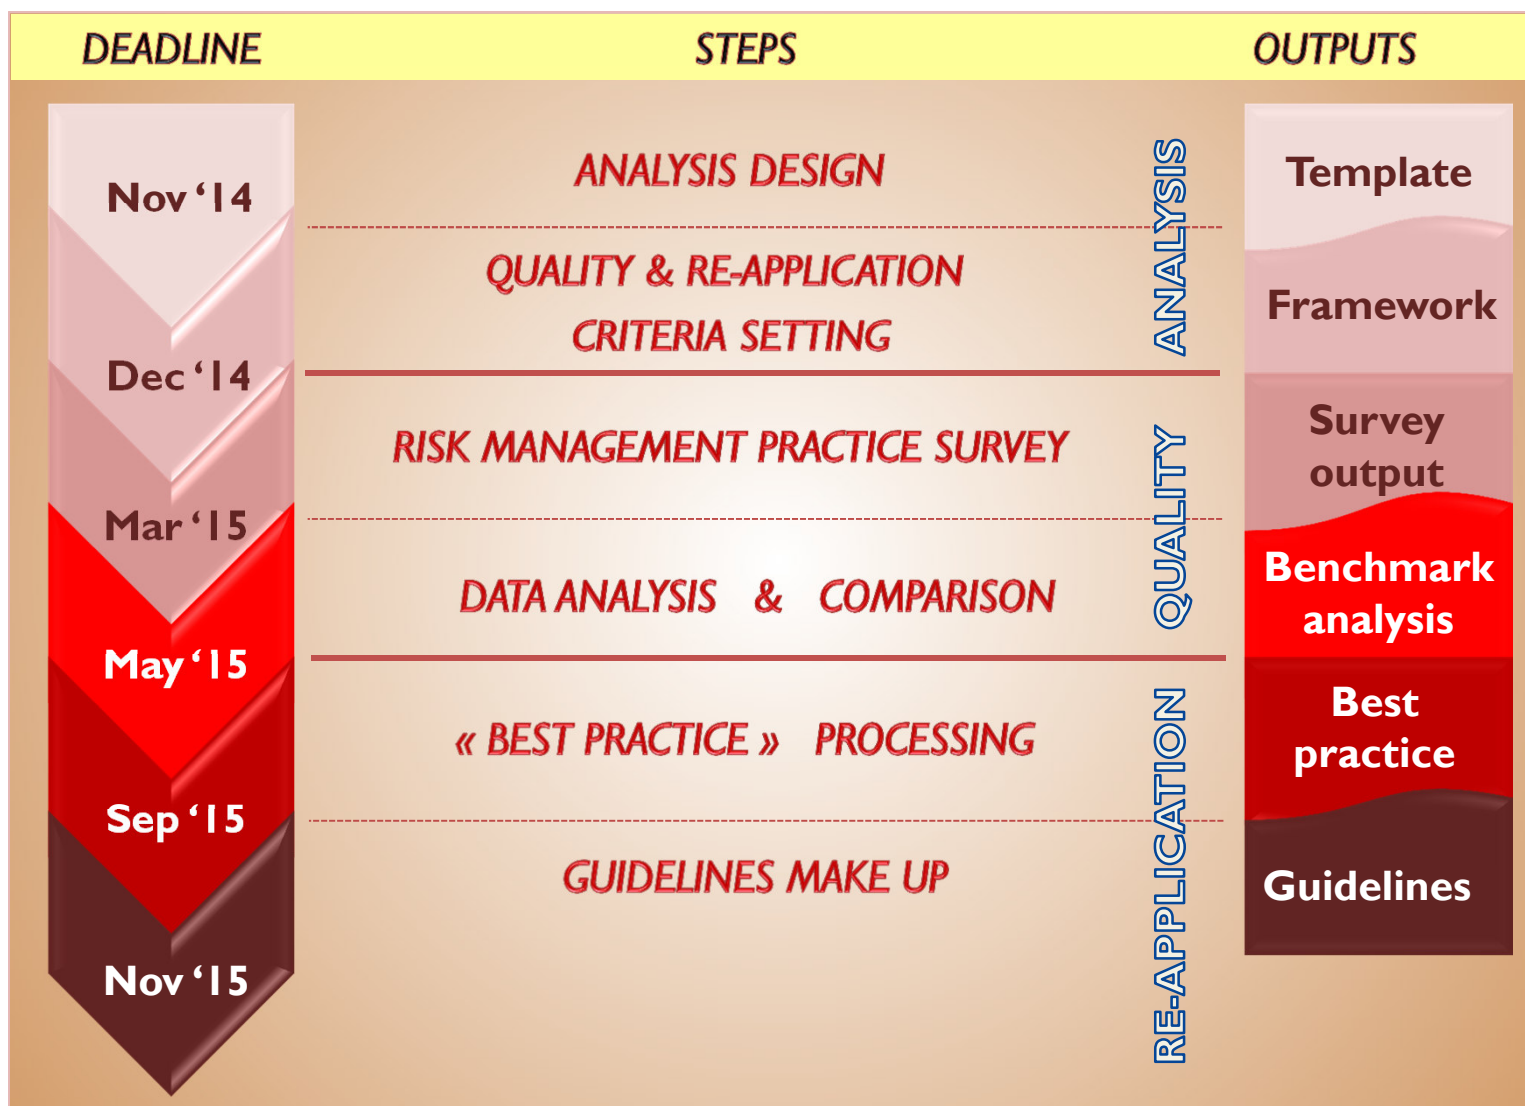 DEADLINE STEPS OUTPUTS
Nov ‘14
ANALYSIS DESIGN
Template
QUALITY & RE-APPLICATION
CRITERIA SETTING
Framework
ANALYSIS
Dec ‘14
RISK MANAGEMENT PRACTICE SURVEY
Survey
output
Mar ‘15
DATA ANALYSIS & COMPARISON
Benchmark
analysis
QUALITY
May ‘15
« BEST PRACTICE » PROCESSING
Best
practice
Sep ‘15
GUIDELINES MAKE UP
Guidelines
RE-APPLICATION
Nov ‘15